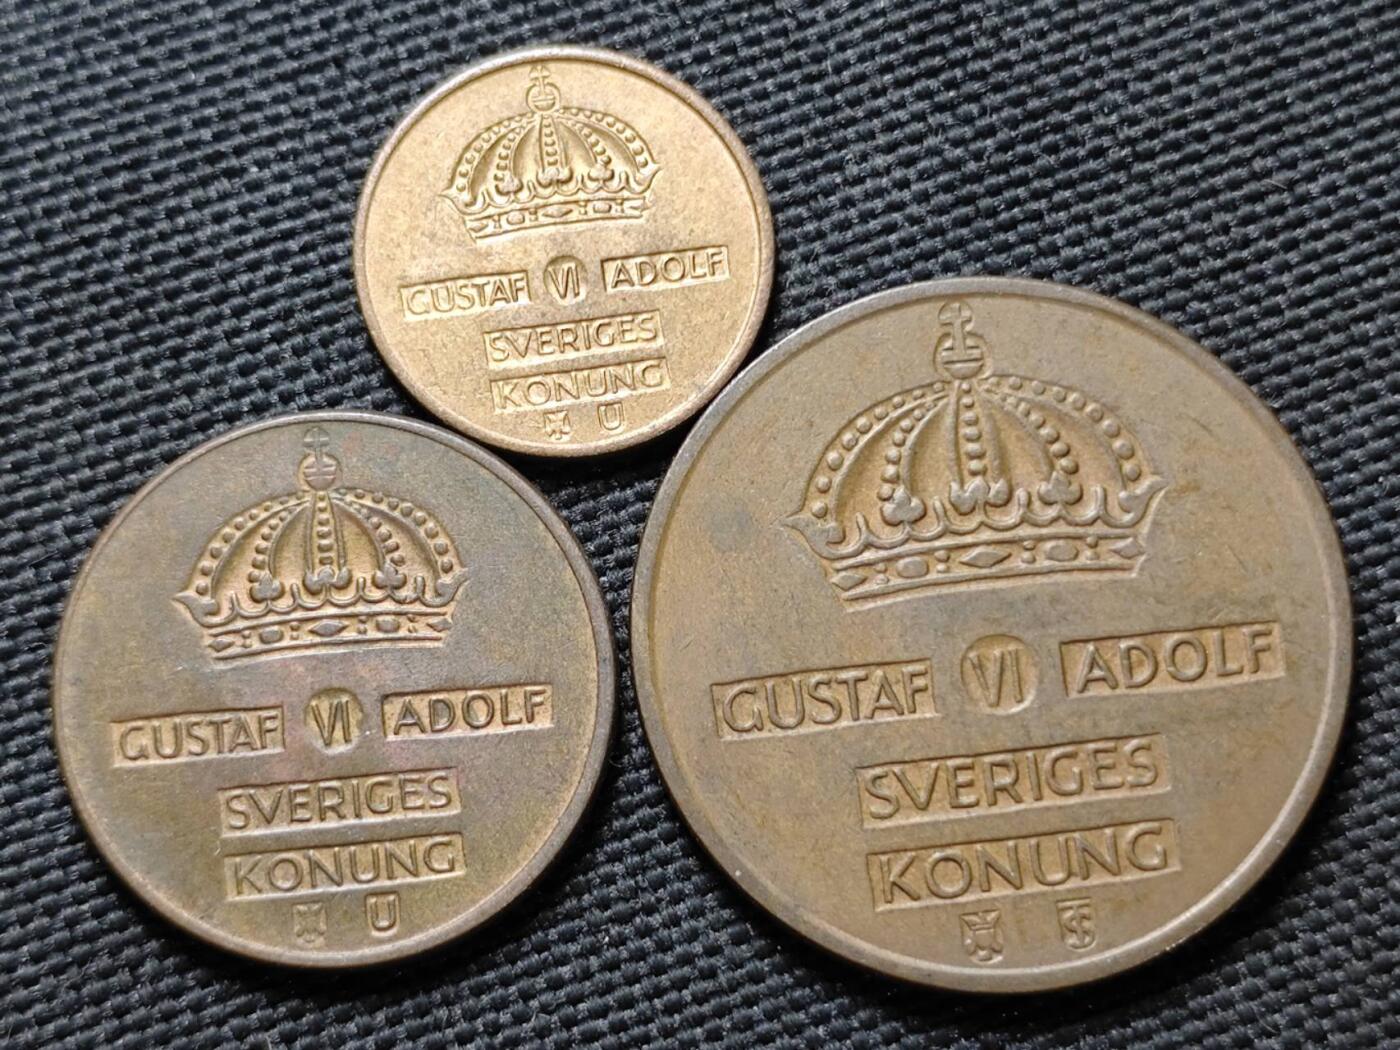 GUSTAF VI ADOLF
SVERIGES
KONUNG
U
GUSTAF VI ADOLF
SVERIGES
KONUNG
U
GUSTAF VI ADOLF
SVERIGES
KONUNG
TS